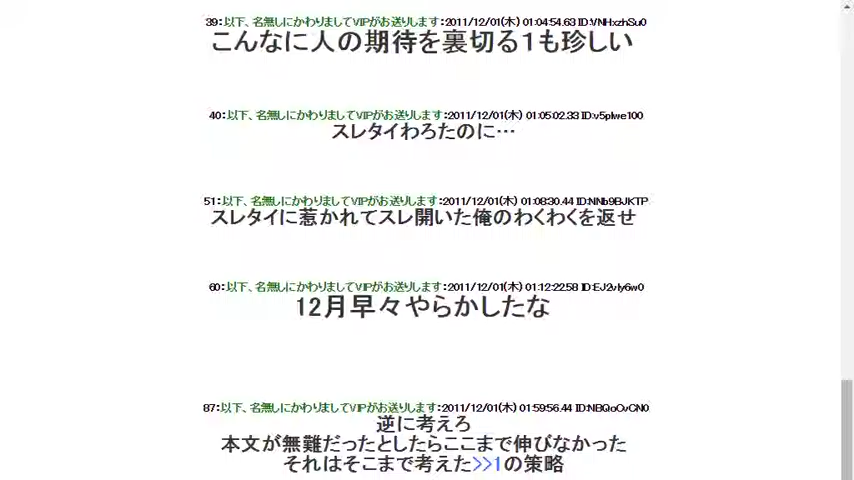 39：以下、名無しにかわりましてVIPがお送りします：2011/12/01(木) 01:04:54.63 ID:VNHxzhSu0
こんなに人の期待を裏切る1も珍しい
40：以下、名無しにかわりましてVIPがお送りします：2011/12/01(木) 01:05:02.33 ID:v5plwe100
スレタイわろたのに…
51：以下、名無しにかわりましてVIPがお送りします：2011/12/01(木) 01:08:30.44 ID:NNb9BJKTP
スレタイに惹かれてスレ開いた俺のわくわくを返せ
60：以下、名無しにかわりましてVIPがお送りします：2011/12/01(木) 01:12:22.58 ID:EJ2vIy6w0
12月早々やらかしたな
87：以下、名無しにかわりましてVIPがお送りします：2011/12/01(木) 01:59:56.44 ID:NBQoOvCN0
逆に考えろ
本文が無難だったとしたらここまで伸びなかった
それはそこまで考えた>>1の策略